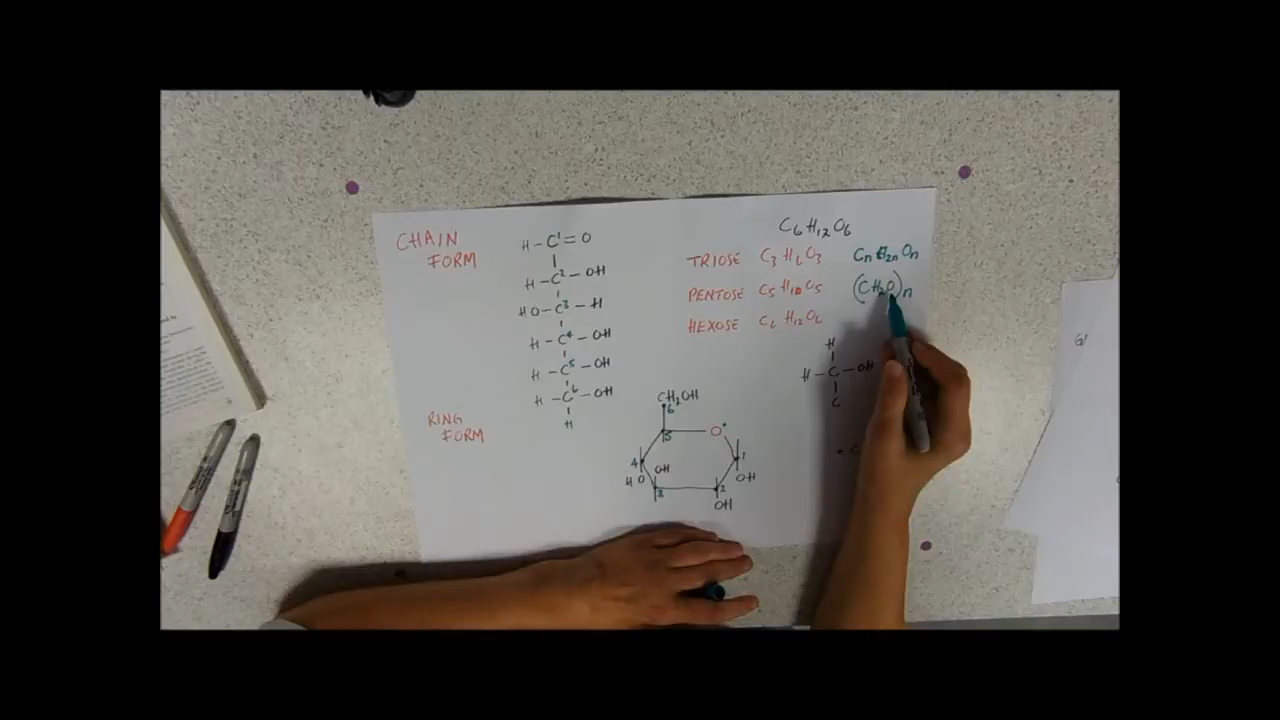 C6H12O6
CHAIN FORM
TRIOSE C3H6O3 CnH2nOn
PENTOSE C5H10O5 (CH2O)n
HEXOSE C6H12O6
H-C1=O
H-C2-OH
HO-C3-H
H-C4-OH
H-C5-OH
H-C6-OH
H
H
H-C-OH
C
RING FORM
CH2OH
6
5 O
4 1
HO OH OH
3 2
OH